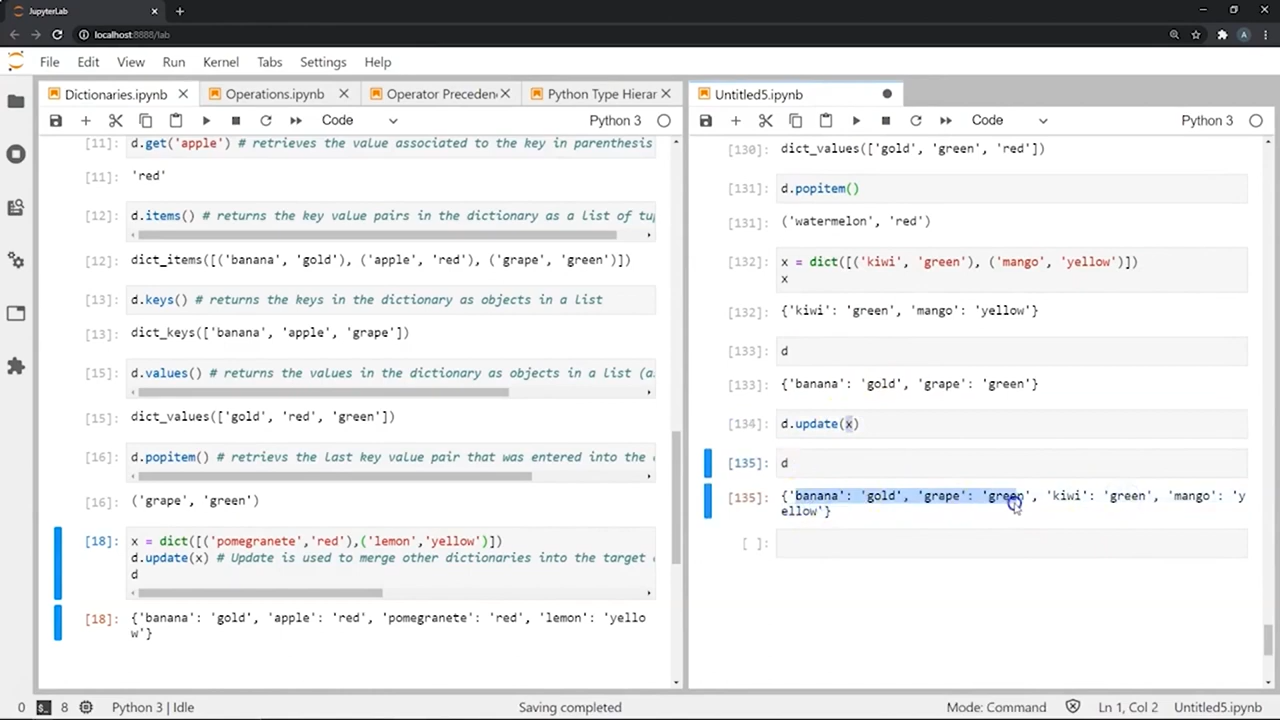 JupyterLab
localhost:8888/lab
File Edit View Run Kernel Tabs Settings Help
Dictionaries.ipynb Operations.ipynb Operator Preceden Python Type Hierar
Code Python 3
[11]: d.get('apple') # retrieves the value associated to the key in parenthesis
[11]: 'red'
[12]: d.items() # returns the key value pairs in the dictionary as a list of tu
[12]: dict_items([('banana', 'gold'), ('apple', 'red'), ('grape', 'green')])
[13]: d.keys() # returns the keys in the dictionary as objects in a list
[13]: dict_keys(['banana', 'apple', 'grape'])
[15]: d.values() # returns the values in the dictionary as objects in a list (a
[15]: dict_values(['gold', 'red', 'green'])
[16]: d.popitem() # retrievs the last key value pair that was entered into the
[16]: ('grape', 'green')
[18]: x = dict([('pomegranete','red'),('lemon','yellow')])
d.update(x) # Update is used to merge other dictionaries into the target
d
[18]: {'banana': 'gold', 'apple': 'red', 'pomegranete': 'red', 'lemon': 'yello
w'}
Untitled5.ipynb
Code Python 3
[130]: dict_values(['gold', 'green', 'red'])
[131]: d.popitem()
[131]: ('watermelon', 'red')
[132]: x = dict([('kiwi', 'green'), ('mango', 'yellow')])
x
[132]: {'kiwi': 'green', 'mango': 'yellow'}
[133]: d
[133]: {'banana': 'gold', 'grape': 'green'}
[134]: d.update(x)
[135]: d
[135]: {'banana': 'gold', 'grape': 'green', 'kiwi': 'green', 'mango': 'y
ellow'}
[ ]:
0 8 Python 3 | Idle Saving completed Mode: Command Ln 1, Col 2 Untitled5.ipynb